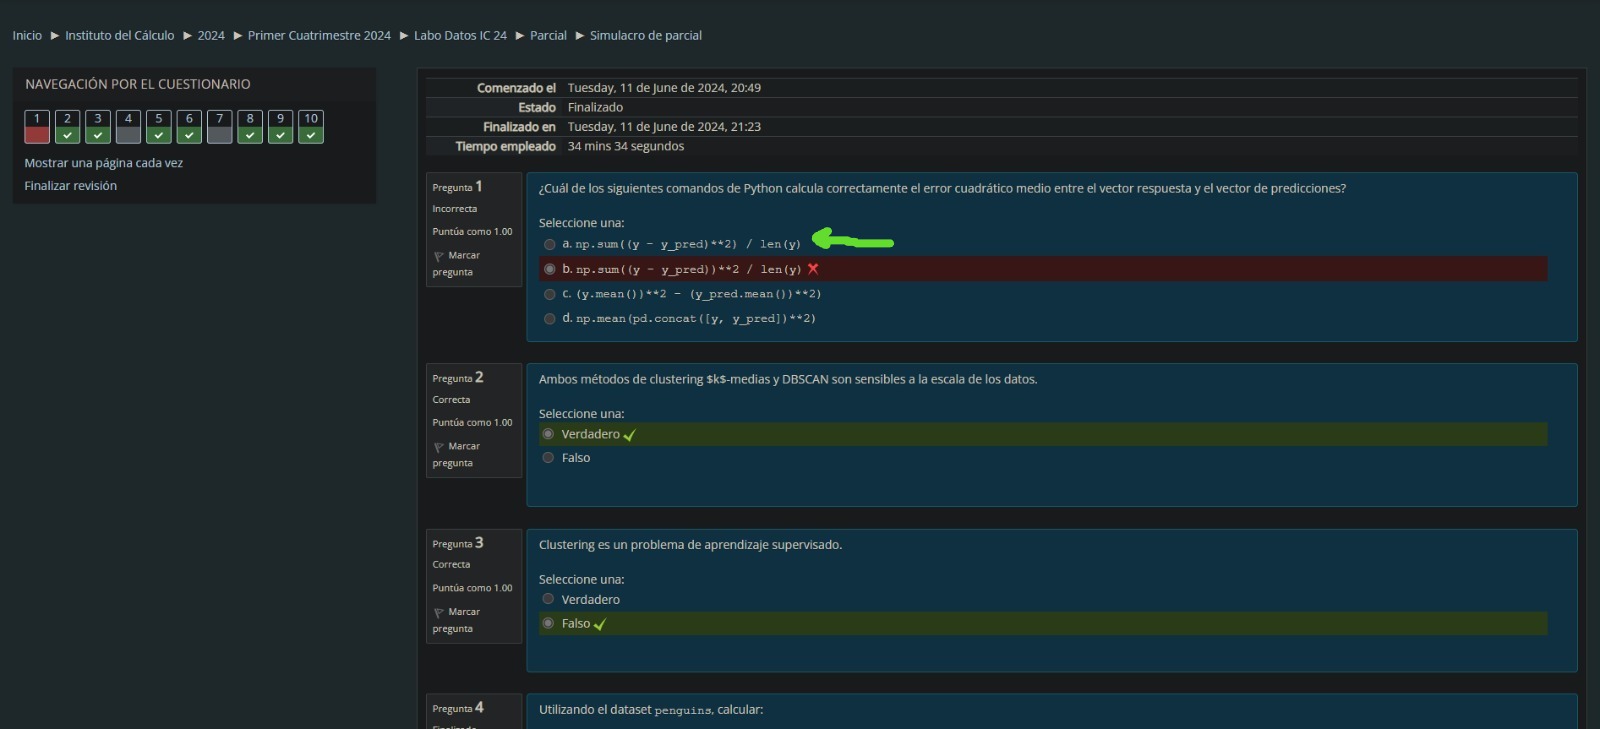 Inicio ► Instituto del Cálculo ► 2024 ► Primer Cuatrimestre 2024 ► Labo Datos IC 24 ► Parcial ► Simulacro de parcial
NAVEGACIÓN POR EL CUESTIONARIO
1 2 3 4 5 6 7 8 9 10
Mostrar una página cada vez
Finalizar revisión
Comenzado el Tuesday, 11 de June de 2024, 20:49
Estado Finalizado
Finalizado en Tuesday, 11 de June de 2024, 21:23
Tiempo empleado 34 mins 34 segundos
Pregunta 1
Incorrecta
Puntúa como 1.00
Marcar
pregunta
¿Cuál de los siguientes comandos de Python calcula correctamente el error cuadrático medio entre el vector respuesta y el vector de predicciones?
Seleccione una:
a. np.sum((y - y_pred)**2) / len(y)
b. np.sum((y - y_pred))**2 / len(y)
c. (y.mean())**2 - (y_pred.mean())**2)
d. np.mean(pd.concat([y, y_pred])**2)
Pregunta 2
Correcta
Puntúa como 1.00
Marcar
pregunta
Ambos métodos de clustering $k$-medias y DBSCAN son sensibles a la escala de los datos.
Seleccione una:
Verdadero
Falso
Pregunta 3
Correcta
Puntúa como 1.00
Marcar
pregunta
Clustering es un problema de aprendizaje supervisado.
Seleccione una:
Verdadero
Falso
Pregunta 4
Finalizado
Utilizando el dataset penguins, calcular: